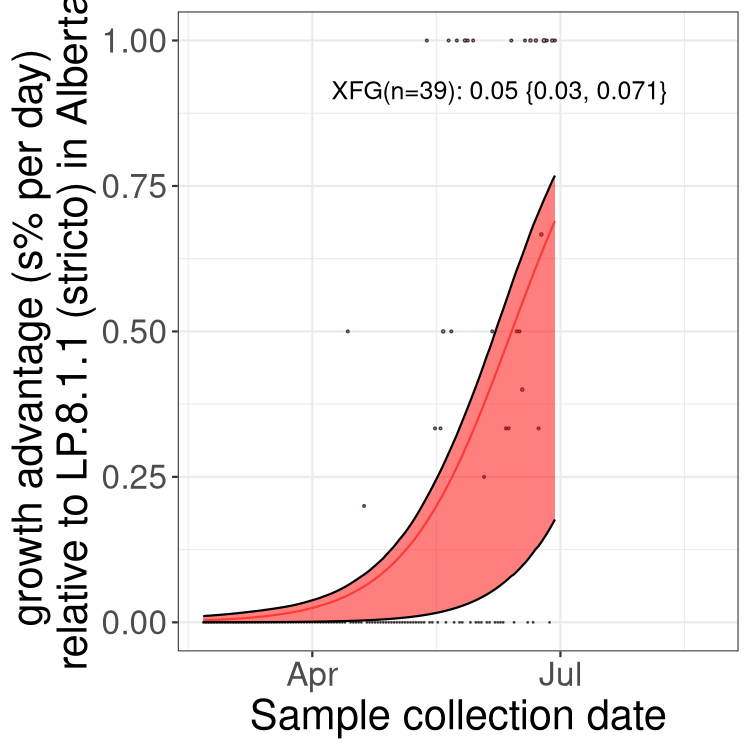 growth advantage (s% per day)
relative to LP.8.1.1 (stricto) in Alberta
1.00
0.75
0.50
0.25
0.00
XFG(n=39): 0.05 {0.03, 0.071}
Apr Jul
Sample collection date